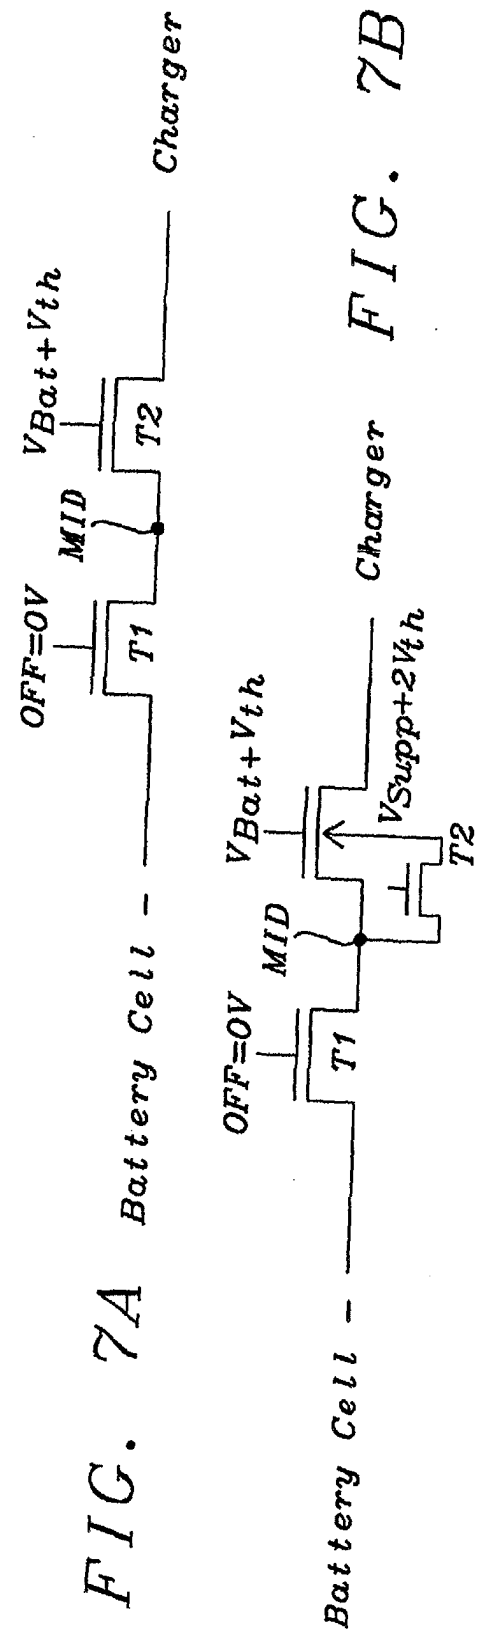 FIG. 7A
Battery Cell -
OFF=0V
T1
MID
VBat+Vth
T2
Charger
FIG. 7B
Battery Cell -
OFF=0V
T1
MID
VBat+Vth
VSupp+2Vth
T2
Charger